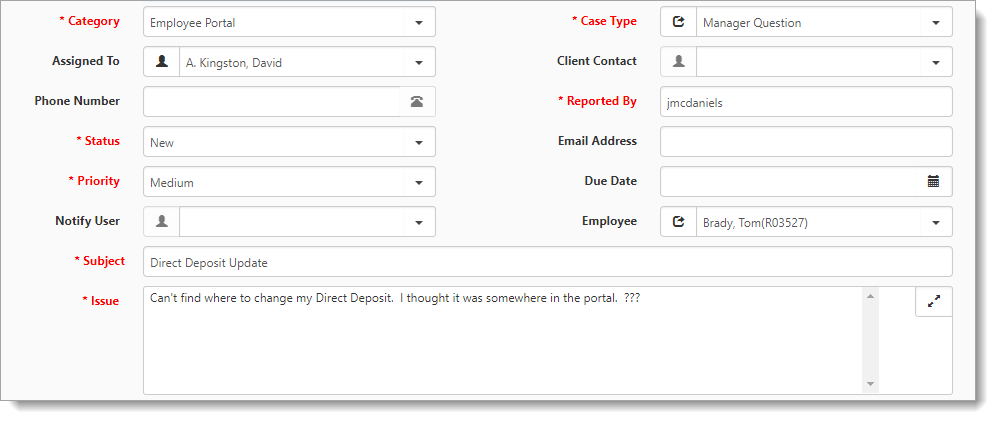 * Category Employee Portal * Case Type Manager Question
Assigned To A. Kingston, David Client Contact
Phone Number * Reported By jmcdaniels
* Status New Email Address
* Priority Medium Due Date
Notify User Employee Brady, Tom(R03527)
* Subject Direct Deposit Update
* Issue Can't find where to change my Direct Deposit.  I thought it was somewhere in the portal.  ???